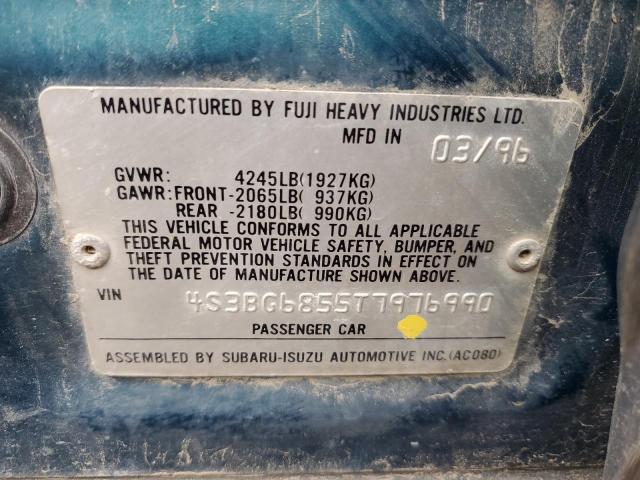 MANUFACTURED BY FUJI HEAVY INDUSTRIES LTD.
MFD IN 03/96
GVWR: 4245LB(1927KG)
GAWR:FRONT-2065LB( 937KG)
REAR -2180LB( 990KG)
THIS VEHICLE CONFORMS TO ALL APPLICABLE
FEDERAL MOTOR VEHICLE SAFETY, BUMPER, AND
THEFT PREVENTION STANDARDS IN EFFECT ON
THE DATE OF MANUFACTURE SHOWN ABOVE.
VIN 4S3BG6855T7976990
PASSENGER CAR
ASSEMBLED BY SUBARU-ISUZU AUTOMOTIVE INC.(AC080)